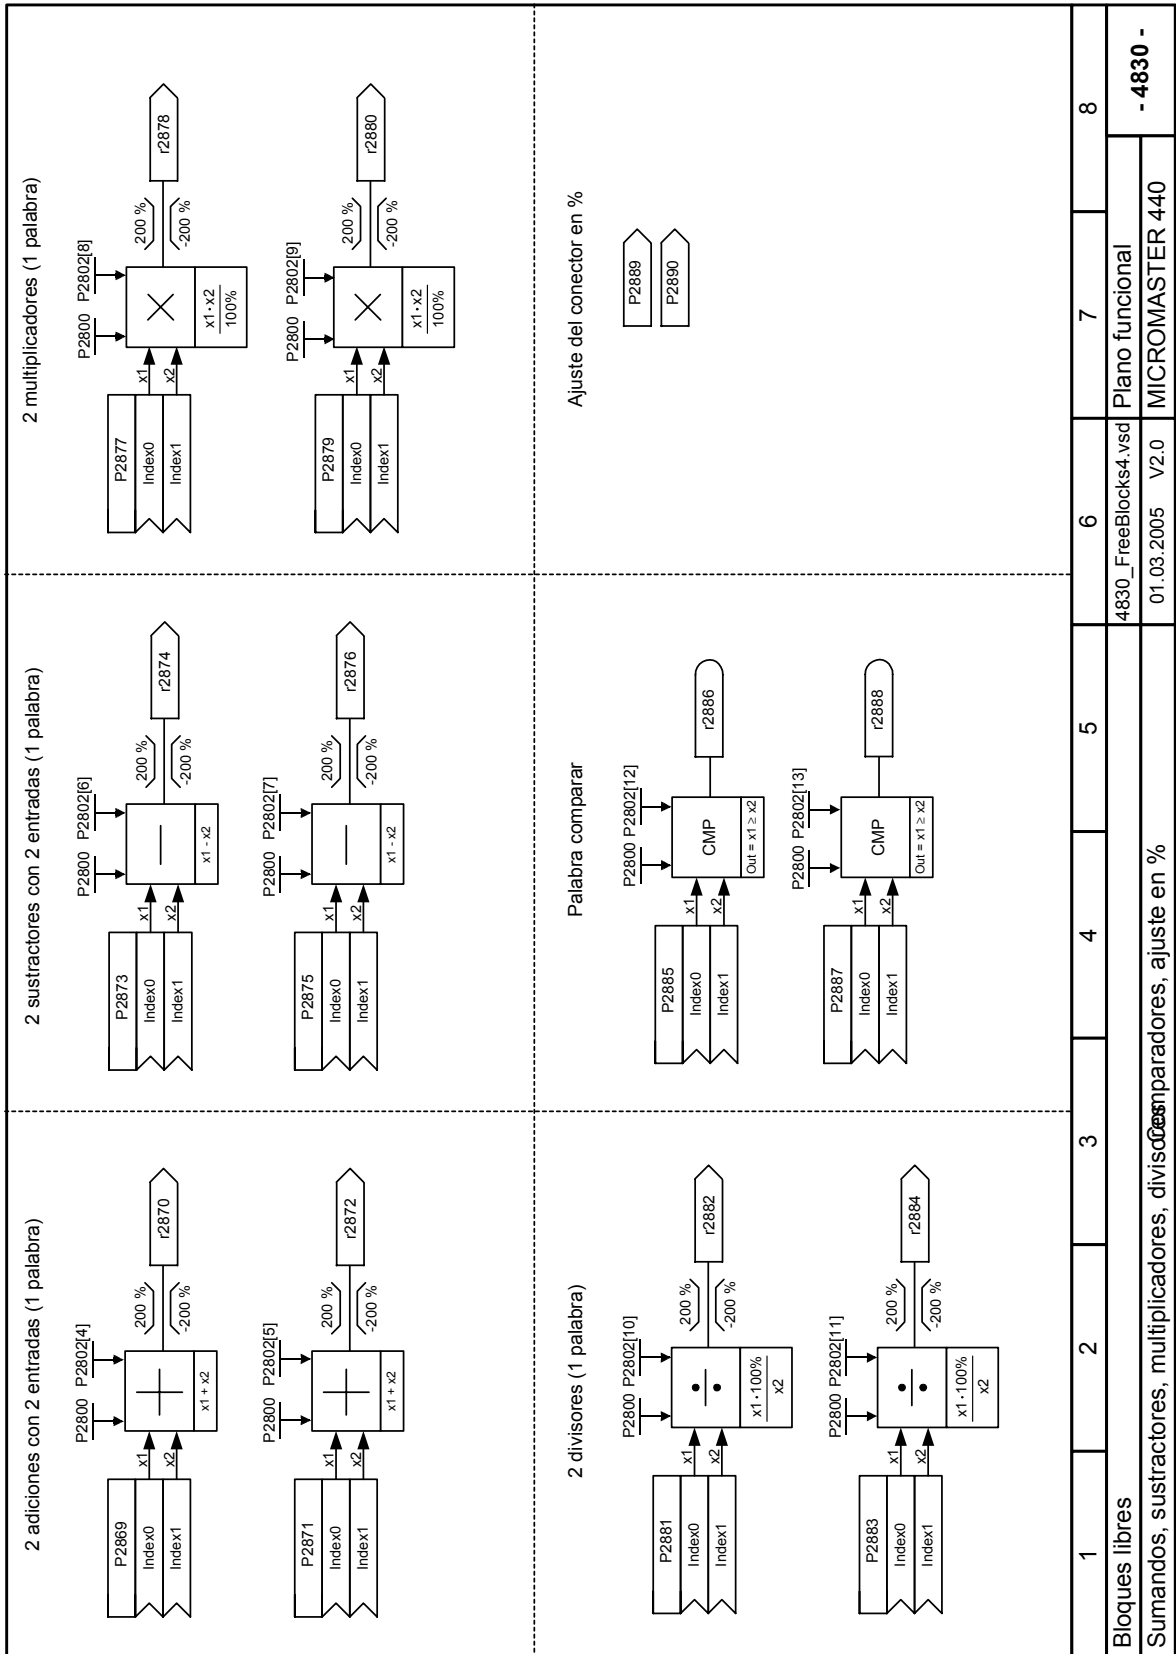 2 adiciones con 2 entradas (1 palabra)
P2800 P2802[4]
P2869
Index0
Index1
x1
x2
x1 + x2
200 %
-200 %
r2870
P2800 P2802[5]
P2871
Index0
Index1
x1
x2
x1 + x2
200 %
-200 %
r2872
2 sustractores con 2 entradas (1 palabra)
P2800 P2802[6]
P2873
Index0
Index1
x1
x2
x1 - x2
200 %
-200 %
r2874
P2800 P2802[7]
P2875
Index0
Index1
x1
x2
x1 - x2
200 %
-200 %
r2876
2 multiplicadores (1 palabra)
P2800 P2802[8]
P2877
Index0
Index1
x1
x2
x1·x2
100%
200 %
-200 %
r2878
P2800 P2802[9]
P2879
Index0
Index1
x1
x2
x1·x2
100%
200 %
-200 %
r2880
2 divisores (1 palabra)
P2800 P2802[10]
P2881
Index0
Index1
x1
x2
x1·100%
x2
200 %
-200 %
r2882
P2800 P2802[11]
P2883
Index0
Index1
x1
x2
x1·100%
x2
200 %
-200 %
r2884
Palabra comparar
P2800 P2802[12]
P2885
Index0
Index1
x1
x2
CMP
Out = x1 ≥ x2
r2886
P2800 P2802[13]
P2887
Index0
Index1
x1
x2
CMP
Out = x1 ≥ x2
r2888
Ajuste del conector en %
P2889
P2890
1 2 3 4 5 6 7 8
Bloques libres
4830_FreeBlocks4.vsd
Plano funcional
- 4830 -
Sumandos, sustractores, multiplicadores, divisores
Comparadores, ajuste en %
01.03.2005 V2.0
MICROMASTER 440